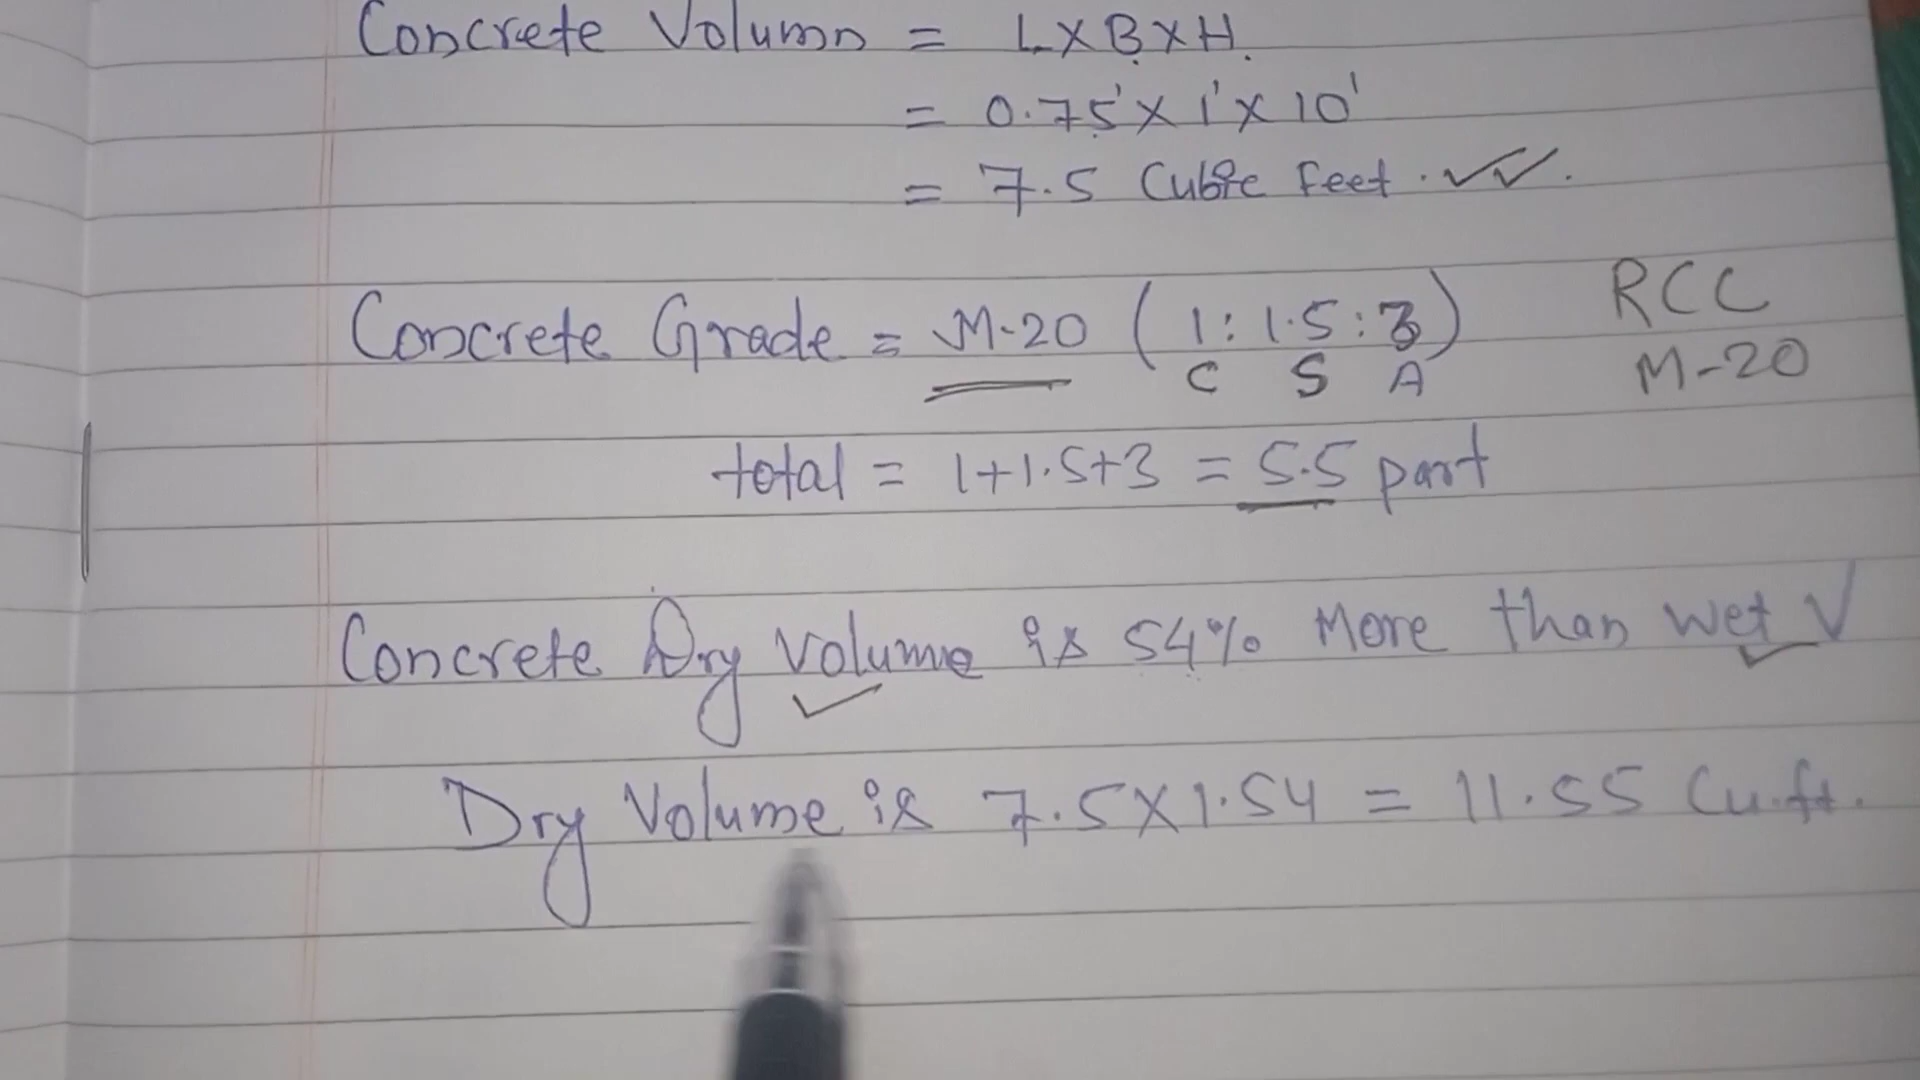 Concrete Volumn = L×B×H.
= 0.75'×1'×10'
= 7.5 Cubic feet.
Concrete Grade = M-20 (1:1.5:3)
C S A
RCC
M-20
total = 1+1.5+3 = 5.5 part
Concrete Dry volume is 54% More than wet V
Dry Volume is 7.5×1.54 = 11.55 Cu.ft.